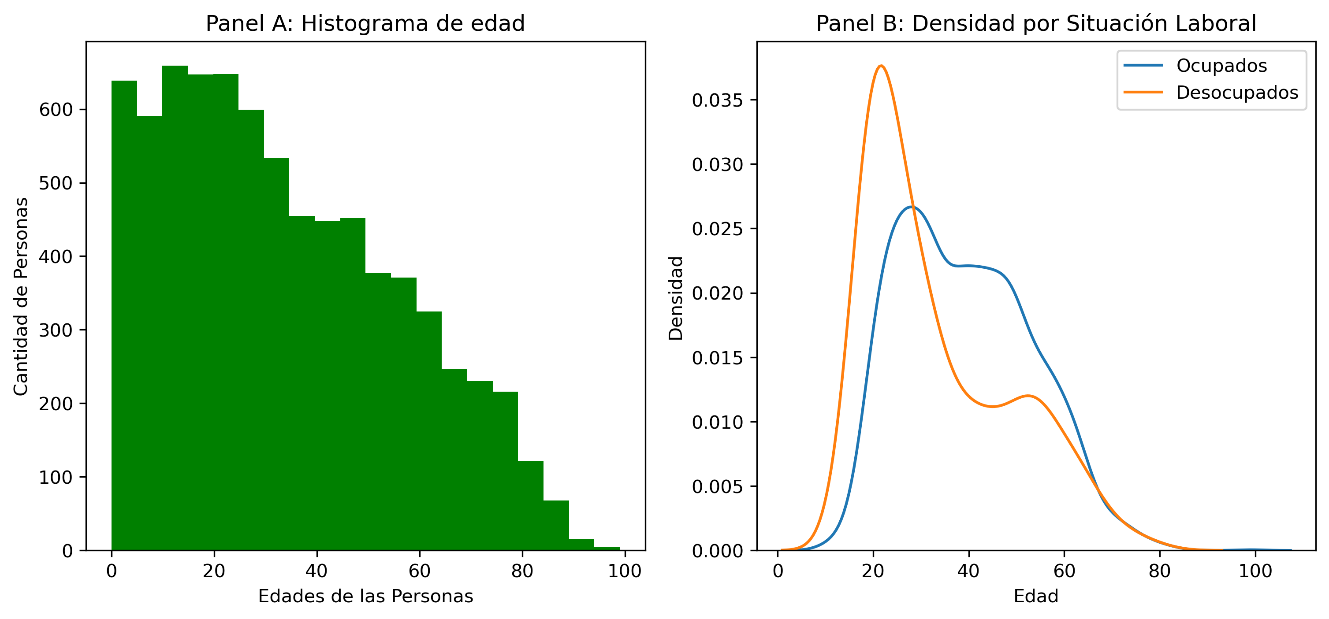 Panel A: Histograma de edad
Cantidad de Personas
600
500
400
300
200
100
0
0 20 40 60 80 100
Edades de las Personas
Panel B: Densidad por Situación Laboral
Ocupados
Desocupados
Densidad
0.035
0.030
0.025
0.020
0.015
0.010
0.005
0.000
0 20 40 60 80 100
Edad